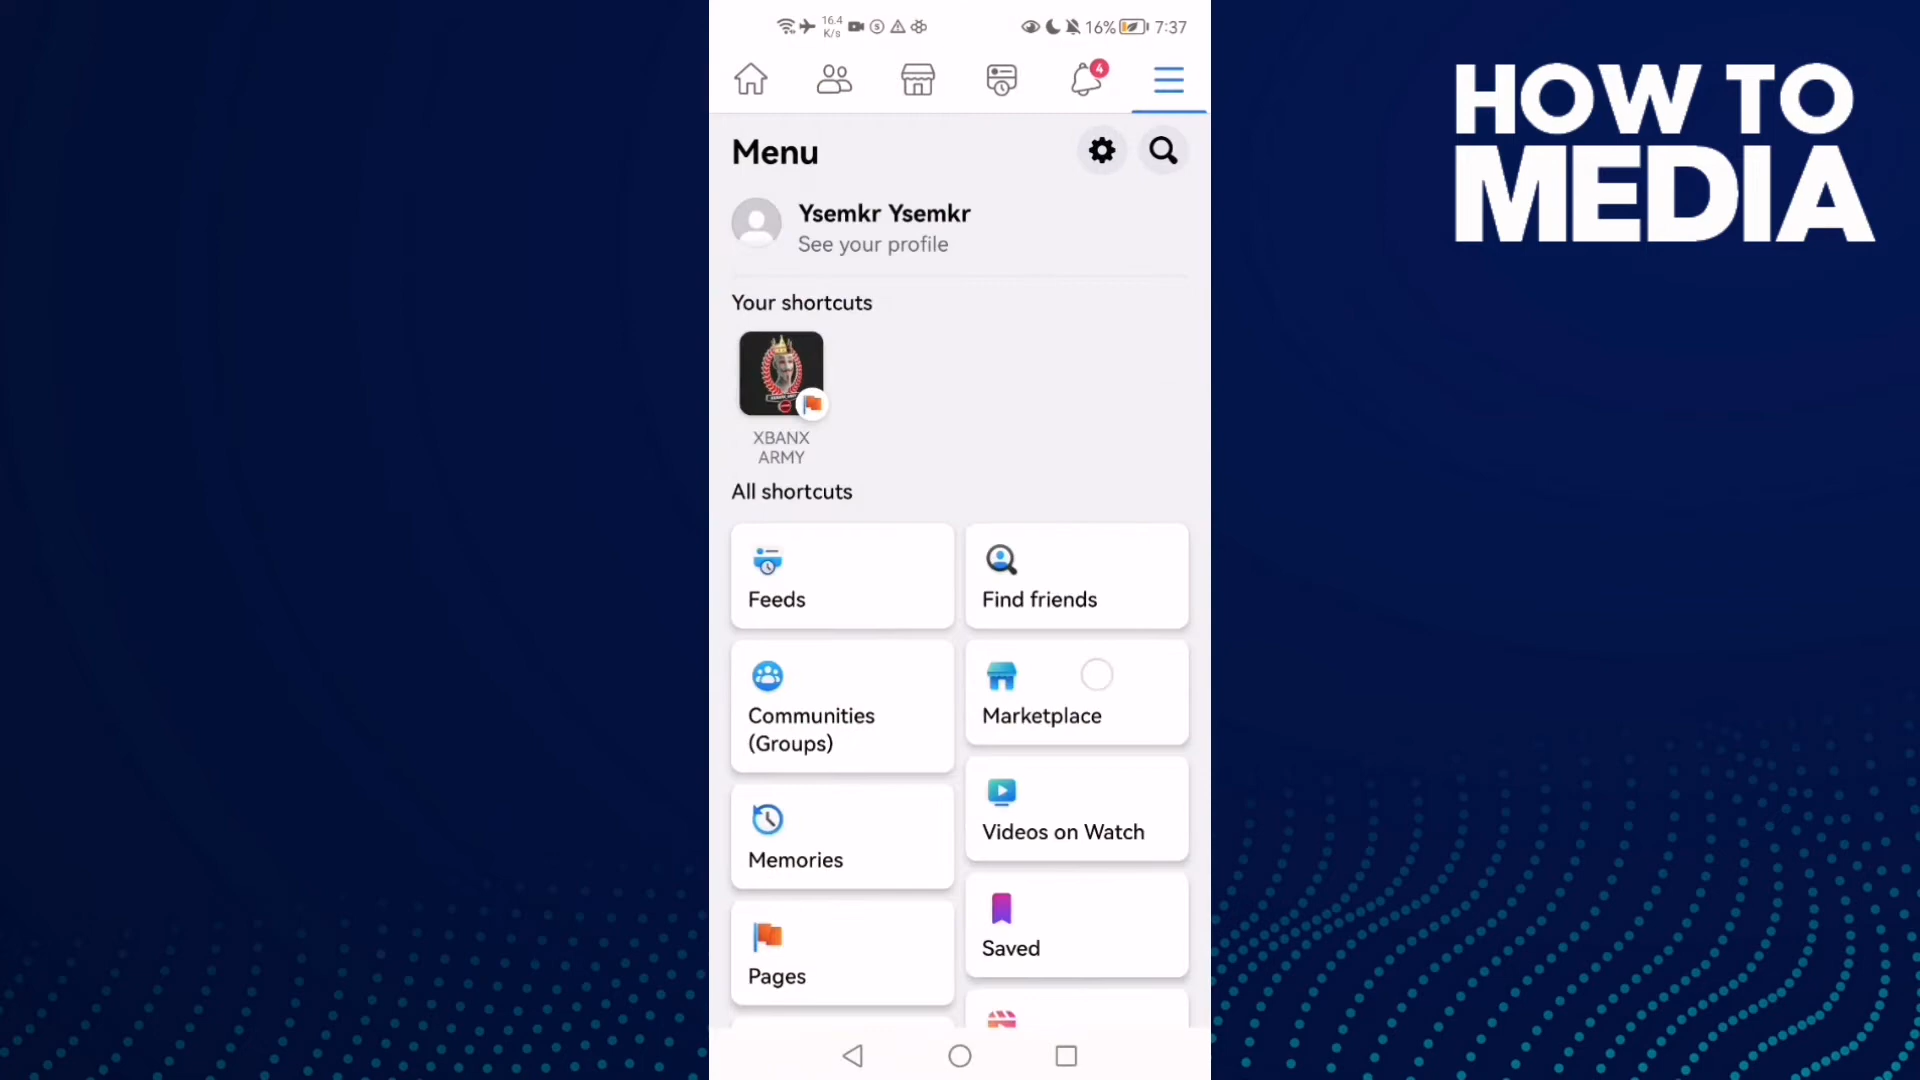 16.4
K/s
16%
7:37
4
HOW TO
MEDIA
Menu
Ysemkr Ysemkr
See your profile
Your shortcuts
XBANX
ARMY
All shortcuts
Feeds
Find friends
Communities
(Groups)
Marketplace
Memories
Videos on Watch
Pages
Saved